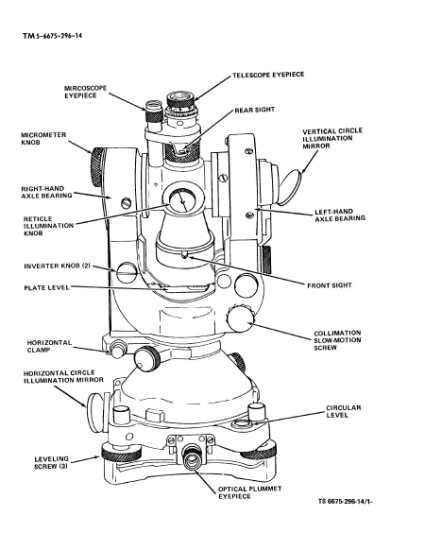 TM 5-6675-296-14
TELESCOPE EYEPIECE
MIRCOSCOPE
EYEPIECE
REAR SIGHT
MICROMETER
KNOB
VERTICAL CIRCLE
ILLUMINATION
MIRROR
RIGHT-HAND
AXLE BEARING
LEFT-HAND
AXLE BEARING
RETICLE
ILLUMINATION
KNOB
INVERTER KNOB (2)
PLATE LEVEL
FRONT SIGHT
COLLIMATION
SLOW-MOTION
SCREW
HORIZONTAL
CLAMP
HORIZONTAL CIRCLE
ILLUMINATION MIRROR
CIRCULAR
LEVEL
LEVELING
SCREW (3)
OPTICAL PLUMMET
EYEPIECE
TS 6675-296-14/1-